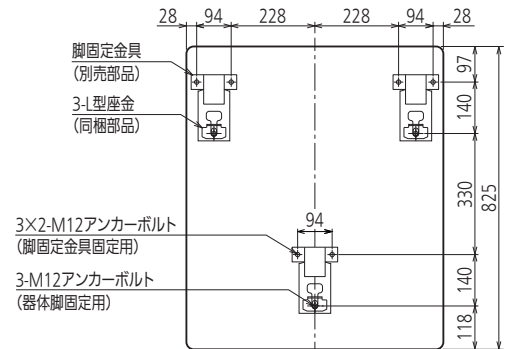 28 94 228 228 94 28
脚固定金具
(別売部品)
3-L型座金
(同梱部品)
97
140
330
825
3×2-M12アンカーボルト
(脚固定金具固定用)
94
3-M12アンカーボルト
(器体脚固定用)
140
118